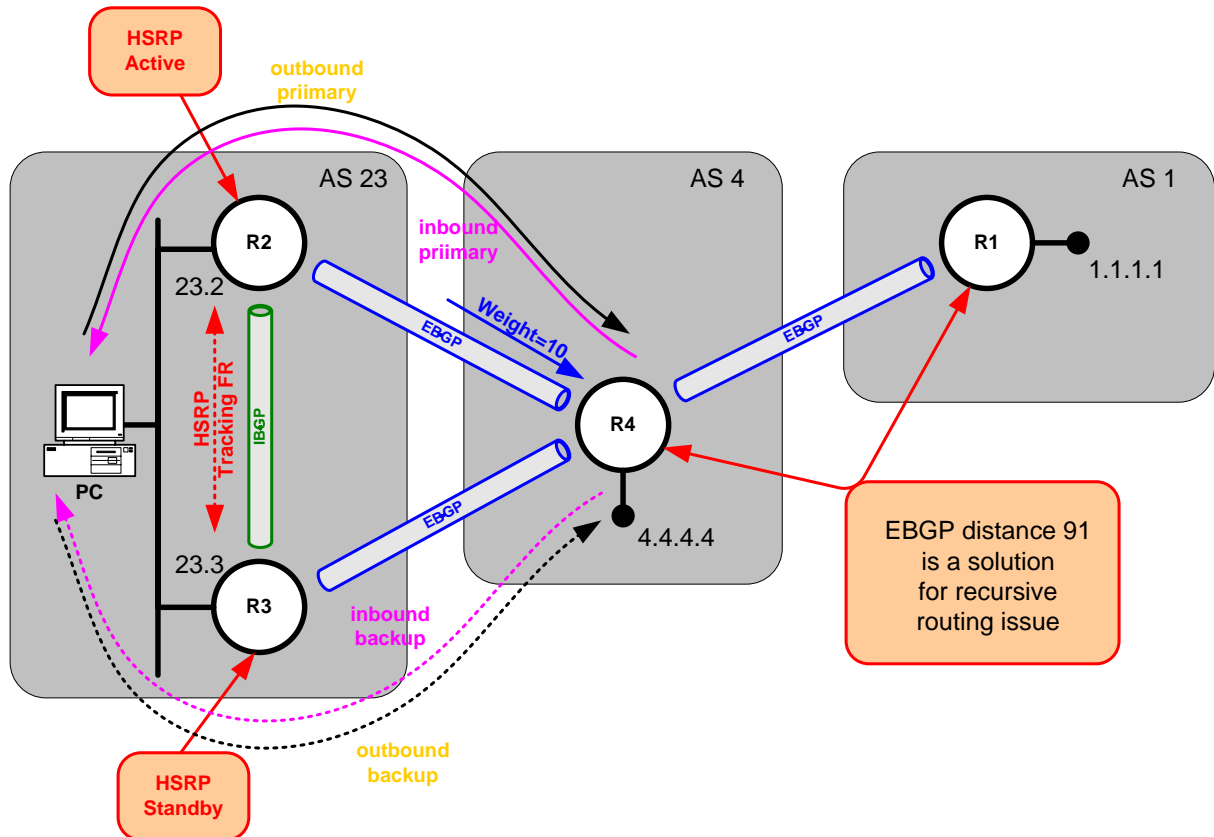 HSRP
Active
outbound
priimary
AS 23
AS 4
AS 1
R2
inbound
priimary
R1
1.1.1.1
23.2
Weight=10
EBGP
EBGP
HSRP
Tracking FR
IBGP
R4
PC
EBGP
4.4.4.4
23.3
R3
inbound
backup
EBGP distance 91
is a solution
for recursive
routing issue
outbound
backup
HSRP
Standby